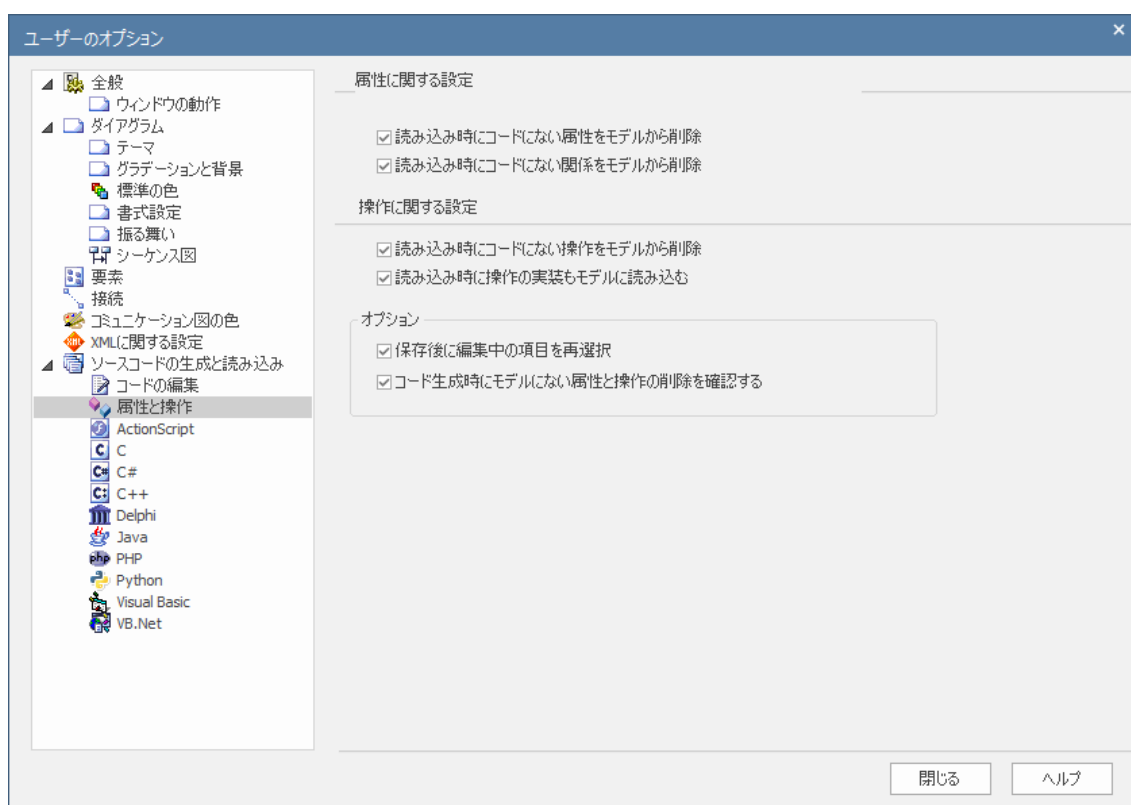 ユーザーのオプション
全般
ウィンドウの動作
ダイアグラム
テーマ
グラデーションと背景
標準の色
書式設定
振る舞い
シーケンス図
要素
接続
コミュニケーション図の色
XMLに関する設定
ソースコードの生成と読み込み
コードの編集
属性と操作
ActionScript
C
C#
C++
Delphi
Java
PHP
Python
Visual Basic
VB.Net
属性に関する設定
読み込み時にコードにない属性をモデルから削除
読み込み時にコードにない関係をモデルから削除
操作に関する設定
読み込み時にコードにない操作をモデルから削除
読み込み時に操作の実装もモデルに読み込む
オプション
保存後に編集中の項目を再選択
コード生成時にモデルにない属性と操作の削除を確認する
閉じる
ヘルプ